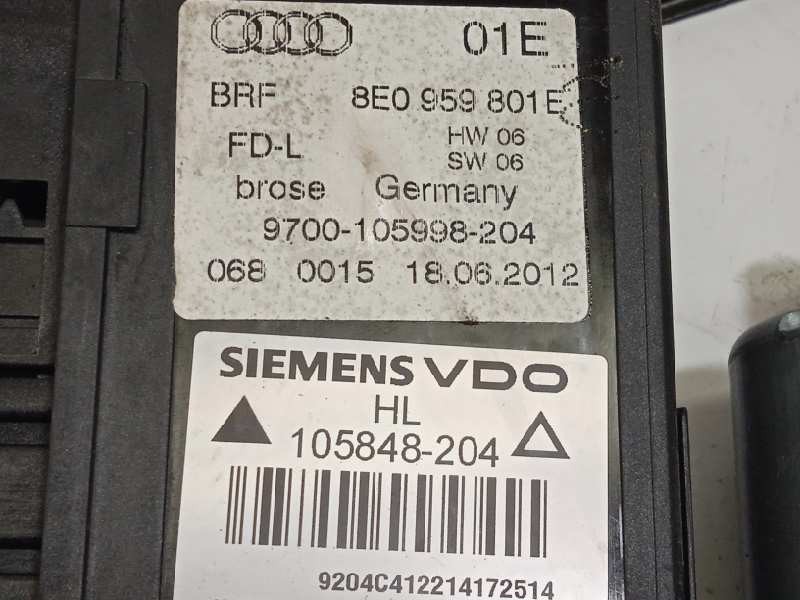 01E
BRF 8E0 959 801E
FD-L HW 06
SW 06
brose Germany
9700-105998-204
068 0015 18.06.2012
SIEMENS VDO
HL
105848-204
9204C412214172514